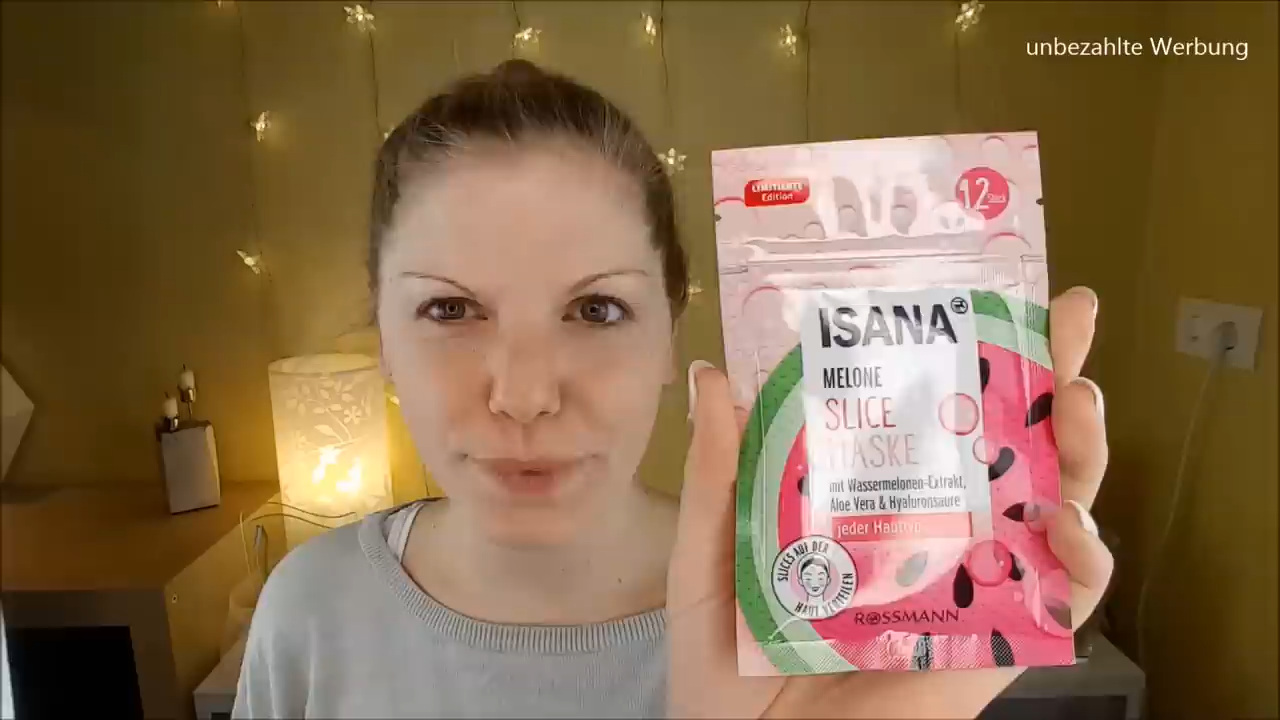 unbezahlte Werbung
LIMITIERTE
Edition
12
Stück
ISANA®
MELONE
SLICE
MASKE
mit Wassermelonen-Extrakt,
Aloe Vera & Hyaluronsäure
jeder Hauttyp
SLICES AUF DER
HAUT VERTEILEN
ROSSMANN